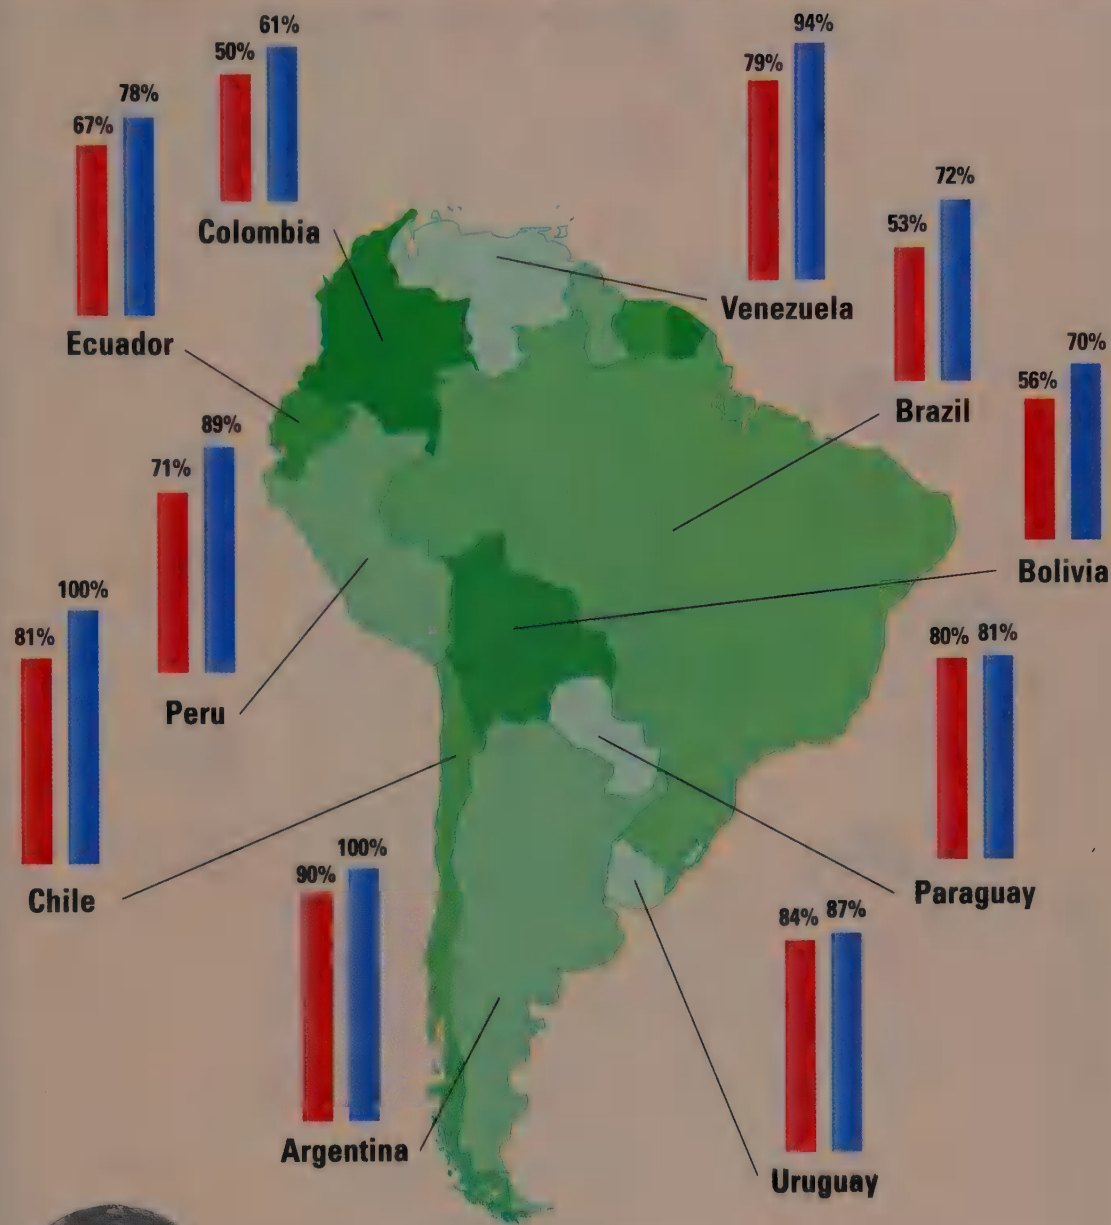 61%
50%
Colombia
78%
67%
Ecuador
94%
79%
Venezuela
72%
53%
Brazil
70%
56%
Bolivia
89%
71%
Peru
100%
81%
Chile
80% 81%
Paraguay
100%
90%
Argentina
84% 87%
Uruguay